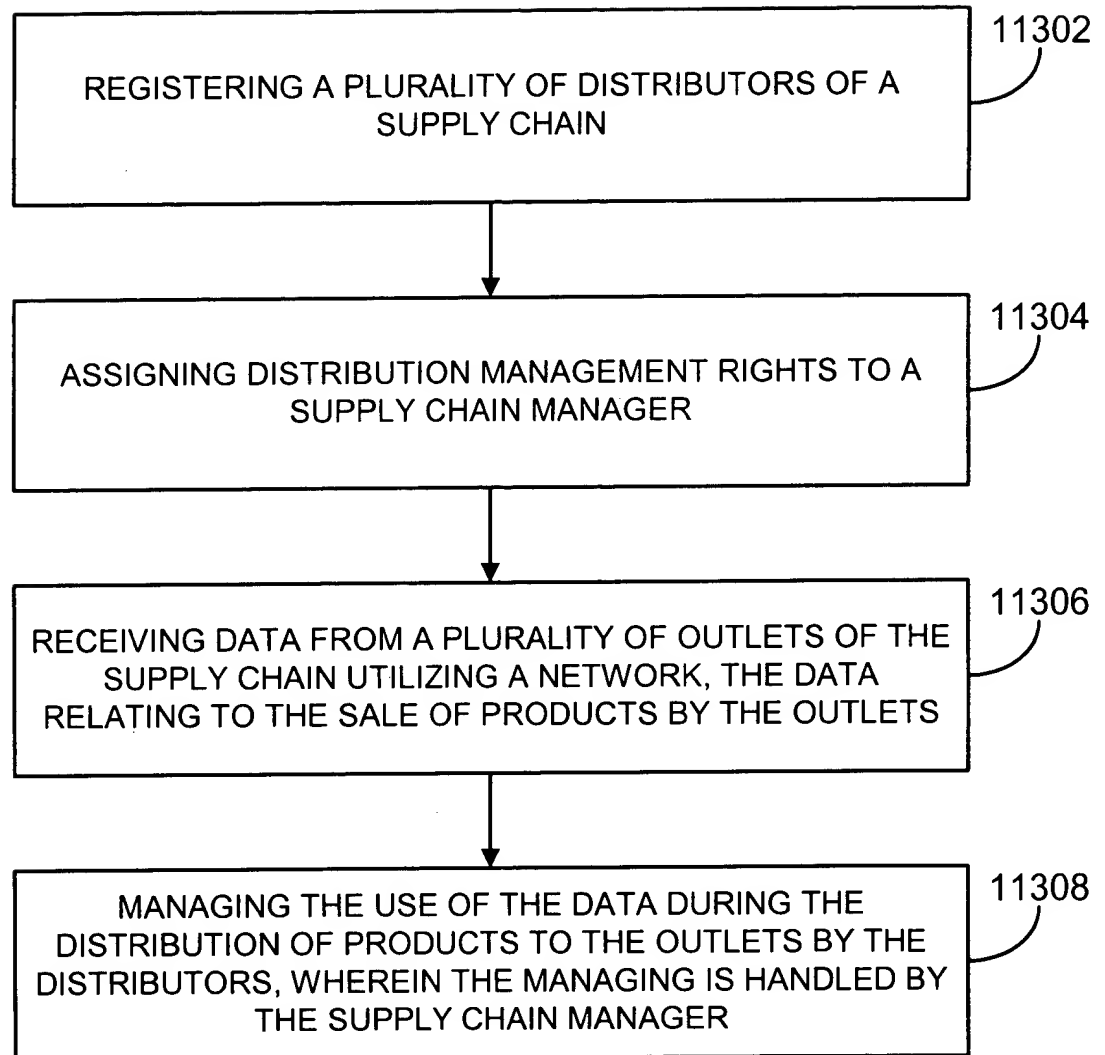 11302
REGISTERING A PLURALITY OF DISTRIBUTORS OF A
SUPPLY CHAIN
11304
ASSIGNING DISTRIBUTION MANAGEMENT RIGHTS TO A
SUPPLY CHAIN MANAGER
11306
RECEIVING DATA FROM A PLURALITY OF OUTLETS OF THE
SUPPLY CHAIN UTILIZING A NETWORK, THE DATA
RELATING TO THE SALE OF PRODUCTS BY THE OUTLETS
11308
MANAGING THE USE OF THE DATA DURING THE
DISTRIBUTION OF PRODUCTS TO THE OUTLETS BY THE
DISTRIBUTORS, WHEREIN THE MANAGING IS HANDLED BY
THE SUPPLY CHAIN MANAGER